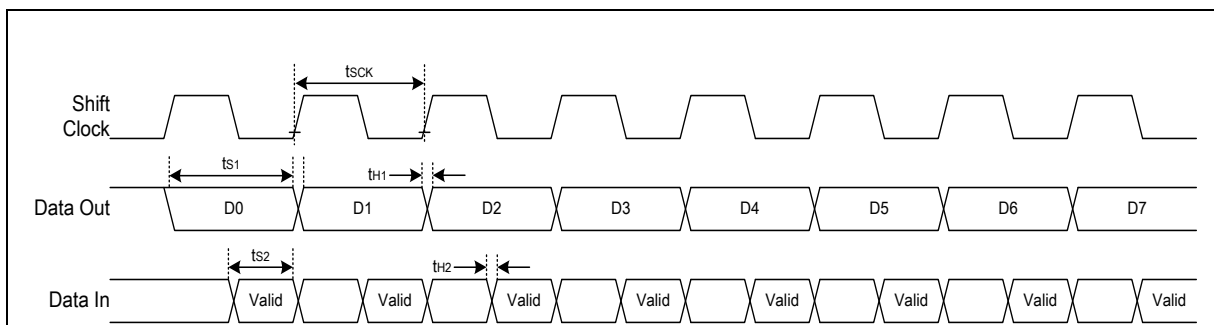 tSCK
Shift
Clock
tS1
tH1
Data Out
D0 D1 D2 D3 D4 D5 D6 D7
tS2
tH2
Data In
Valid Valid Valid Valid Valid Valid Valid Valid